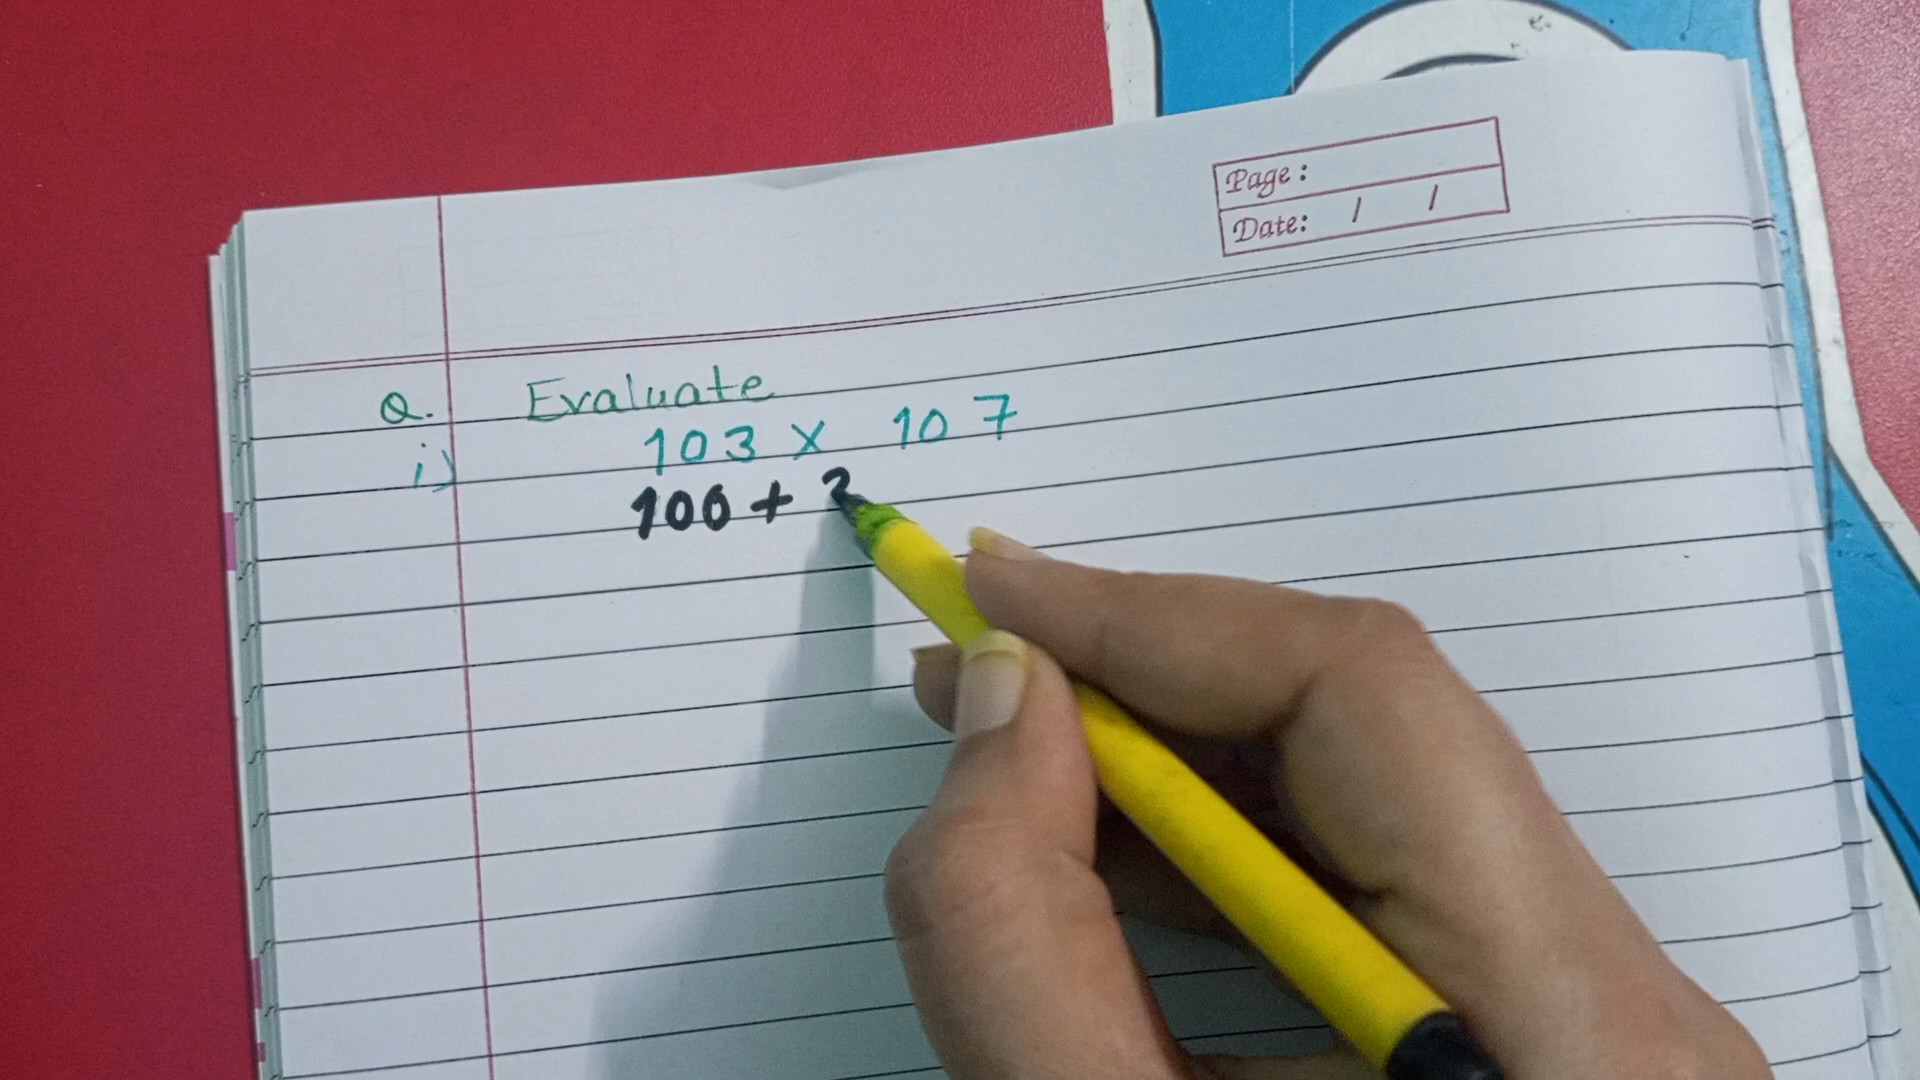 Page:
Date: / /
Q. Evaluate
i) 103 x 107
100 + 3